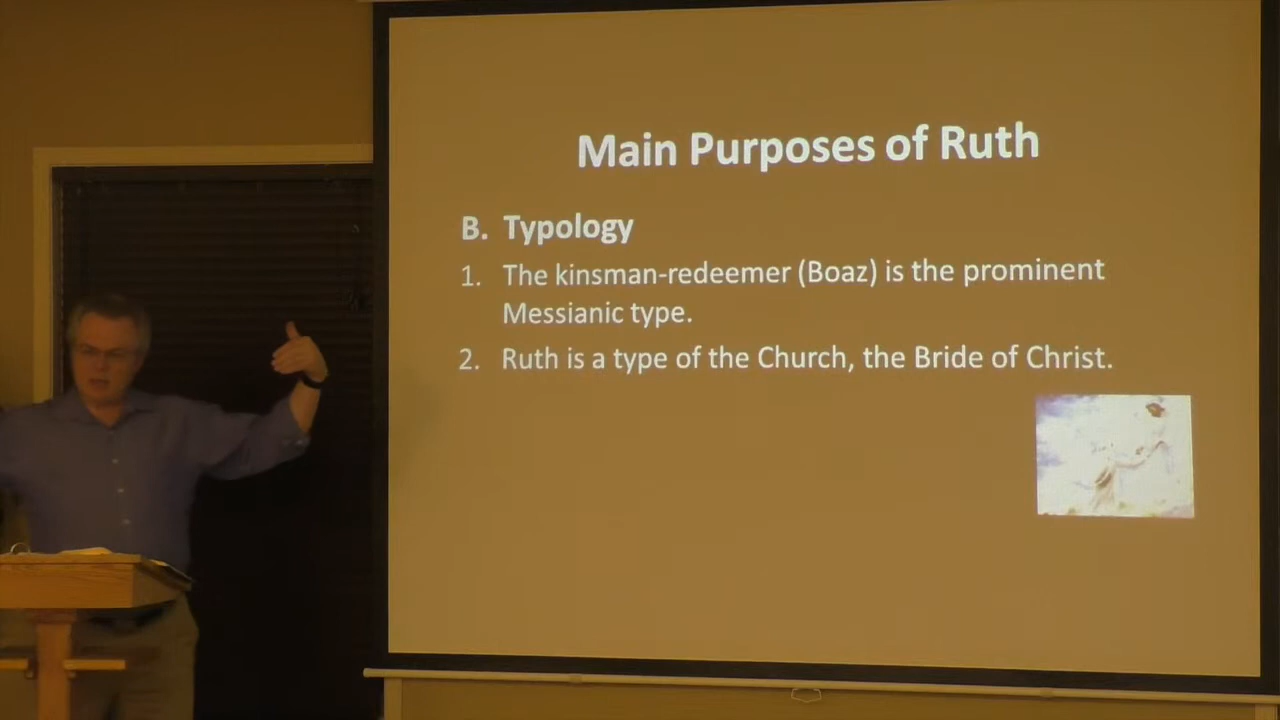 Main Purposes of Ruth
B. Typology
1. The kinsman-redeemer (Boaz) is the prominent
Messianic type.
2. Ruth is a type of the Church, the Bride of Christ.